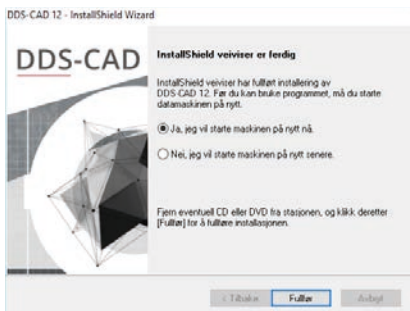 DDS-CAD 12 - InstallShield Wizard
DDS-CAD
InstallShield veiviser er ferdig
InstallShield veiviser har fullført installering av
DDS-CAD 12. Før du kan bruke programmet, må du starte
datamaskinen på nytt.
Ja, jeg vil starte maskinen på nytt nå.
Nei, jeg vil starte maskinen på nytt senere.
Fjern eventuell CD eller DVD fra stasjonen, og klikk deretter
[Fullfør] for å fullføre installasjonen.
< Tilbake Fullfør Avbryt